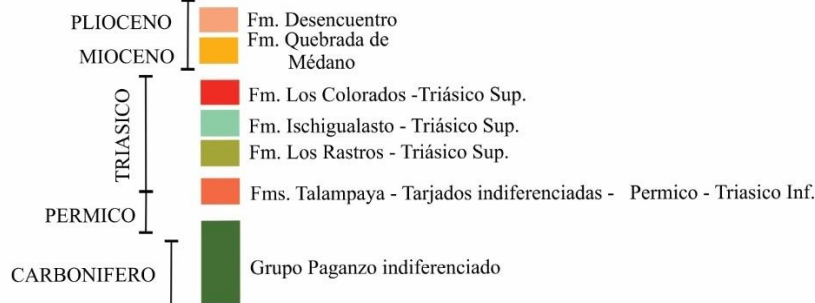 PLIOCENO
Fm. Desencuentro
MIOCENO
Fm. Quebrada de
Médano
TRIASICO
Fm. Los Colorados -Triásico Sup.
Fm. Ischigualasto - Triásico Sup.
Fm. Los Rastros - Triásico Sup.
Fms. Talampaya - Tarjados indiferenciadas - Permico - Triasico Inf.
PERMICO
CARBONIFERO
Grupo Paganzo indiferenciado